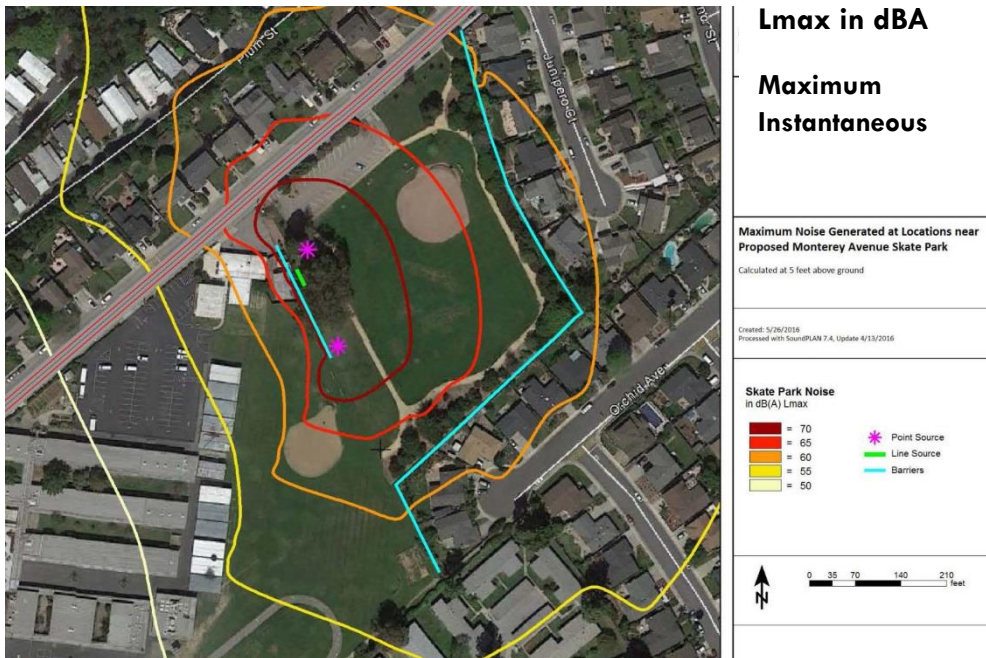 Lmax in dBA
Maximum
Instantaneous
Plum St
Junipero Ct
St
Orchid Ave
Maximum Noise Generated at Locations near
Proposed Monterey Avenue Skate Park
Calculated at 5 feet above ground
Created: 5/26/2016
Processed with SoundPLAN 7.4, Update 4/13/2016
Skate Park Noise
in dB(A) Lmax
= 70
= 65
= 60
= 55
= 50
Point Source
Line Source
Barriers
N
0 35 70 140 210
feet